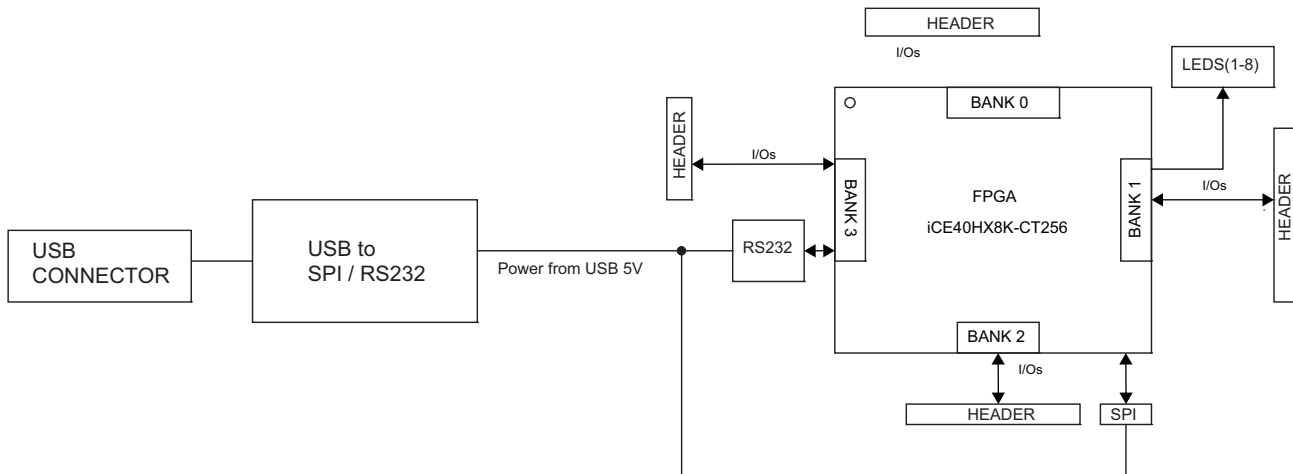 HEADER
I/Os
LEDS(1-8)
BANK 0
HEADER
I/Os
BANK 3
FPGA
iCE40HX8K-CT256
BANK 1
I/Os
HEADER
USB
CONNECTOR
USB to
SPI / RS232
Power from USB 5V
RS232
BANK 2
I/Os
HEADER
SPI